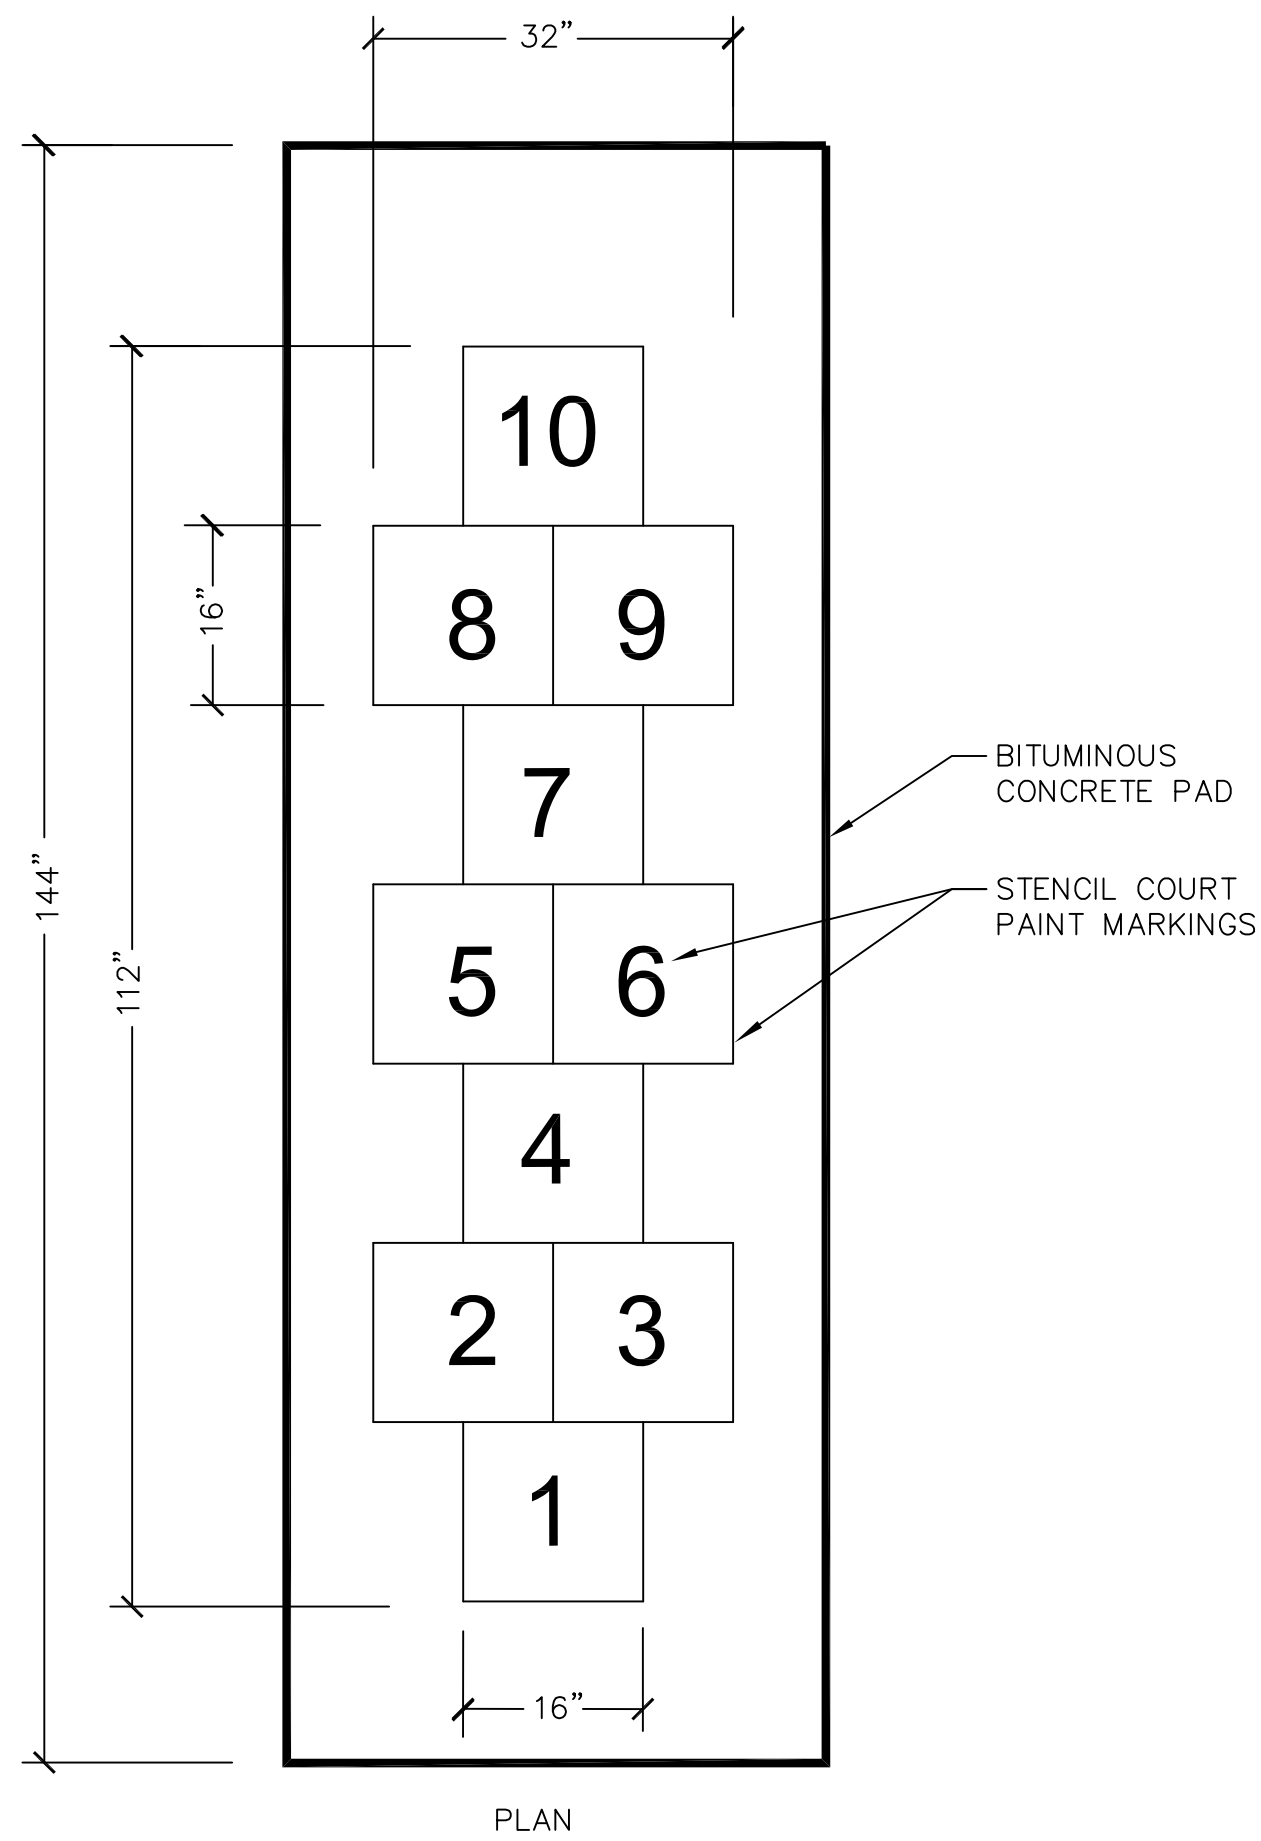 32”
10
16”
8 9
7
BITUMINOUS
CONCRETE PAD
144”
STENCIL COURT
PAINT MARKINGS
112”
5 6
4
2 3
1
16”
PLAN